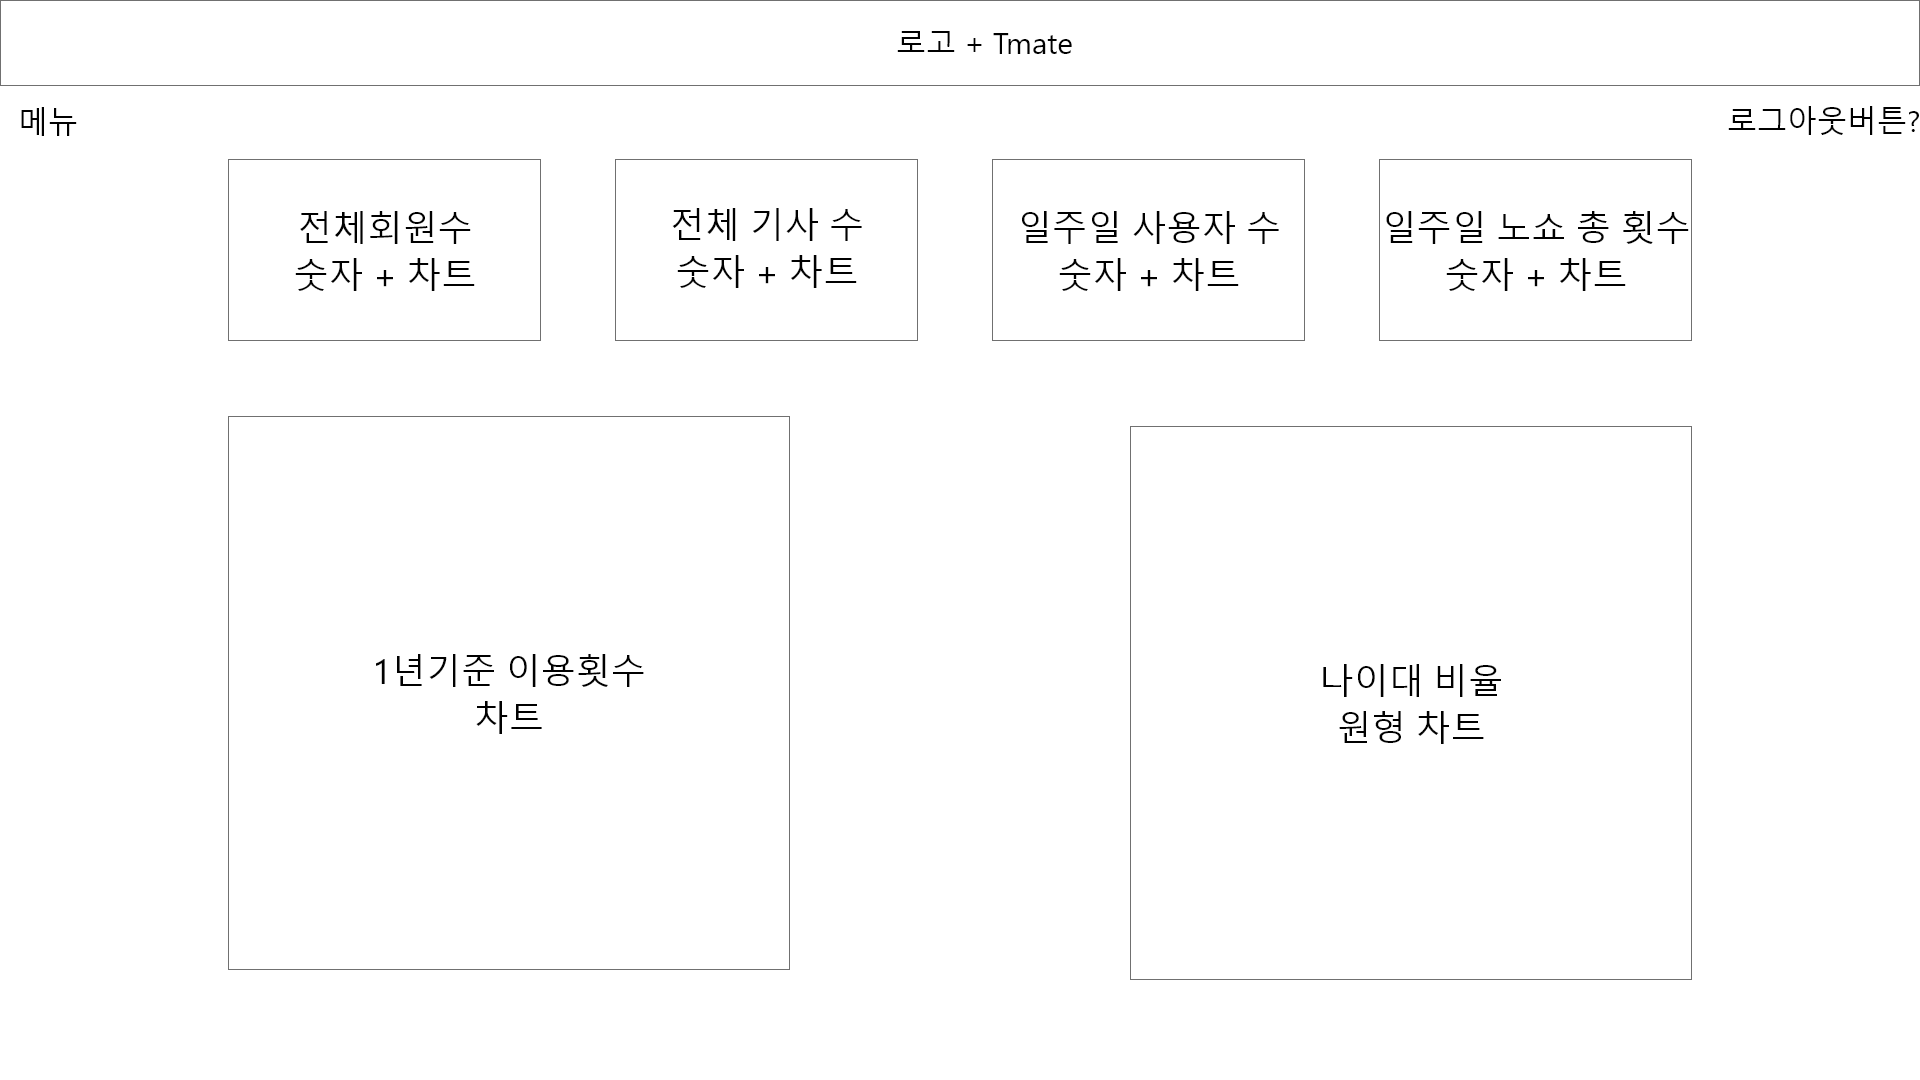 로고 + Tmate
메뉴
로그아웃버튼?
전체회원수
숫자 + 차트
전체 기사 수
숫자 + 차트
일주일 사용자 수
숫자 + 차트
일주일 노쇼 총 횟수
숫자 + 차트
1년기준 이용횟수
차트
나이대 비율
원형 차트